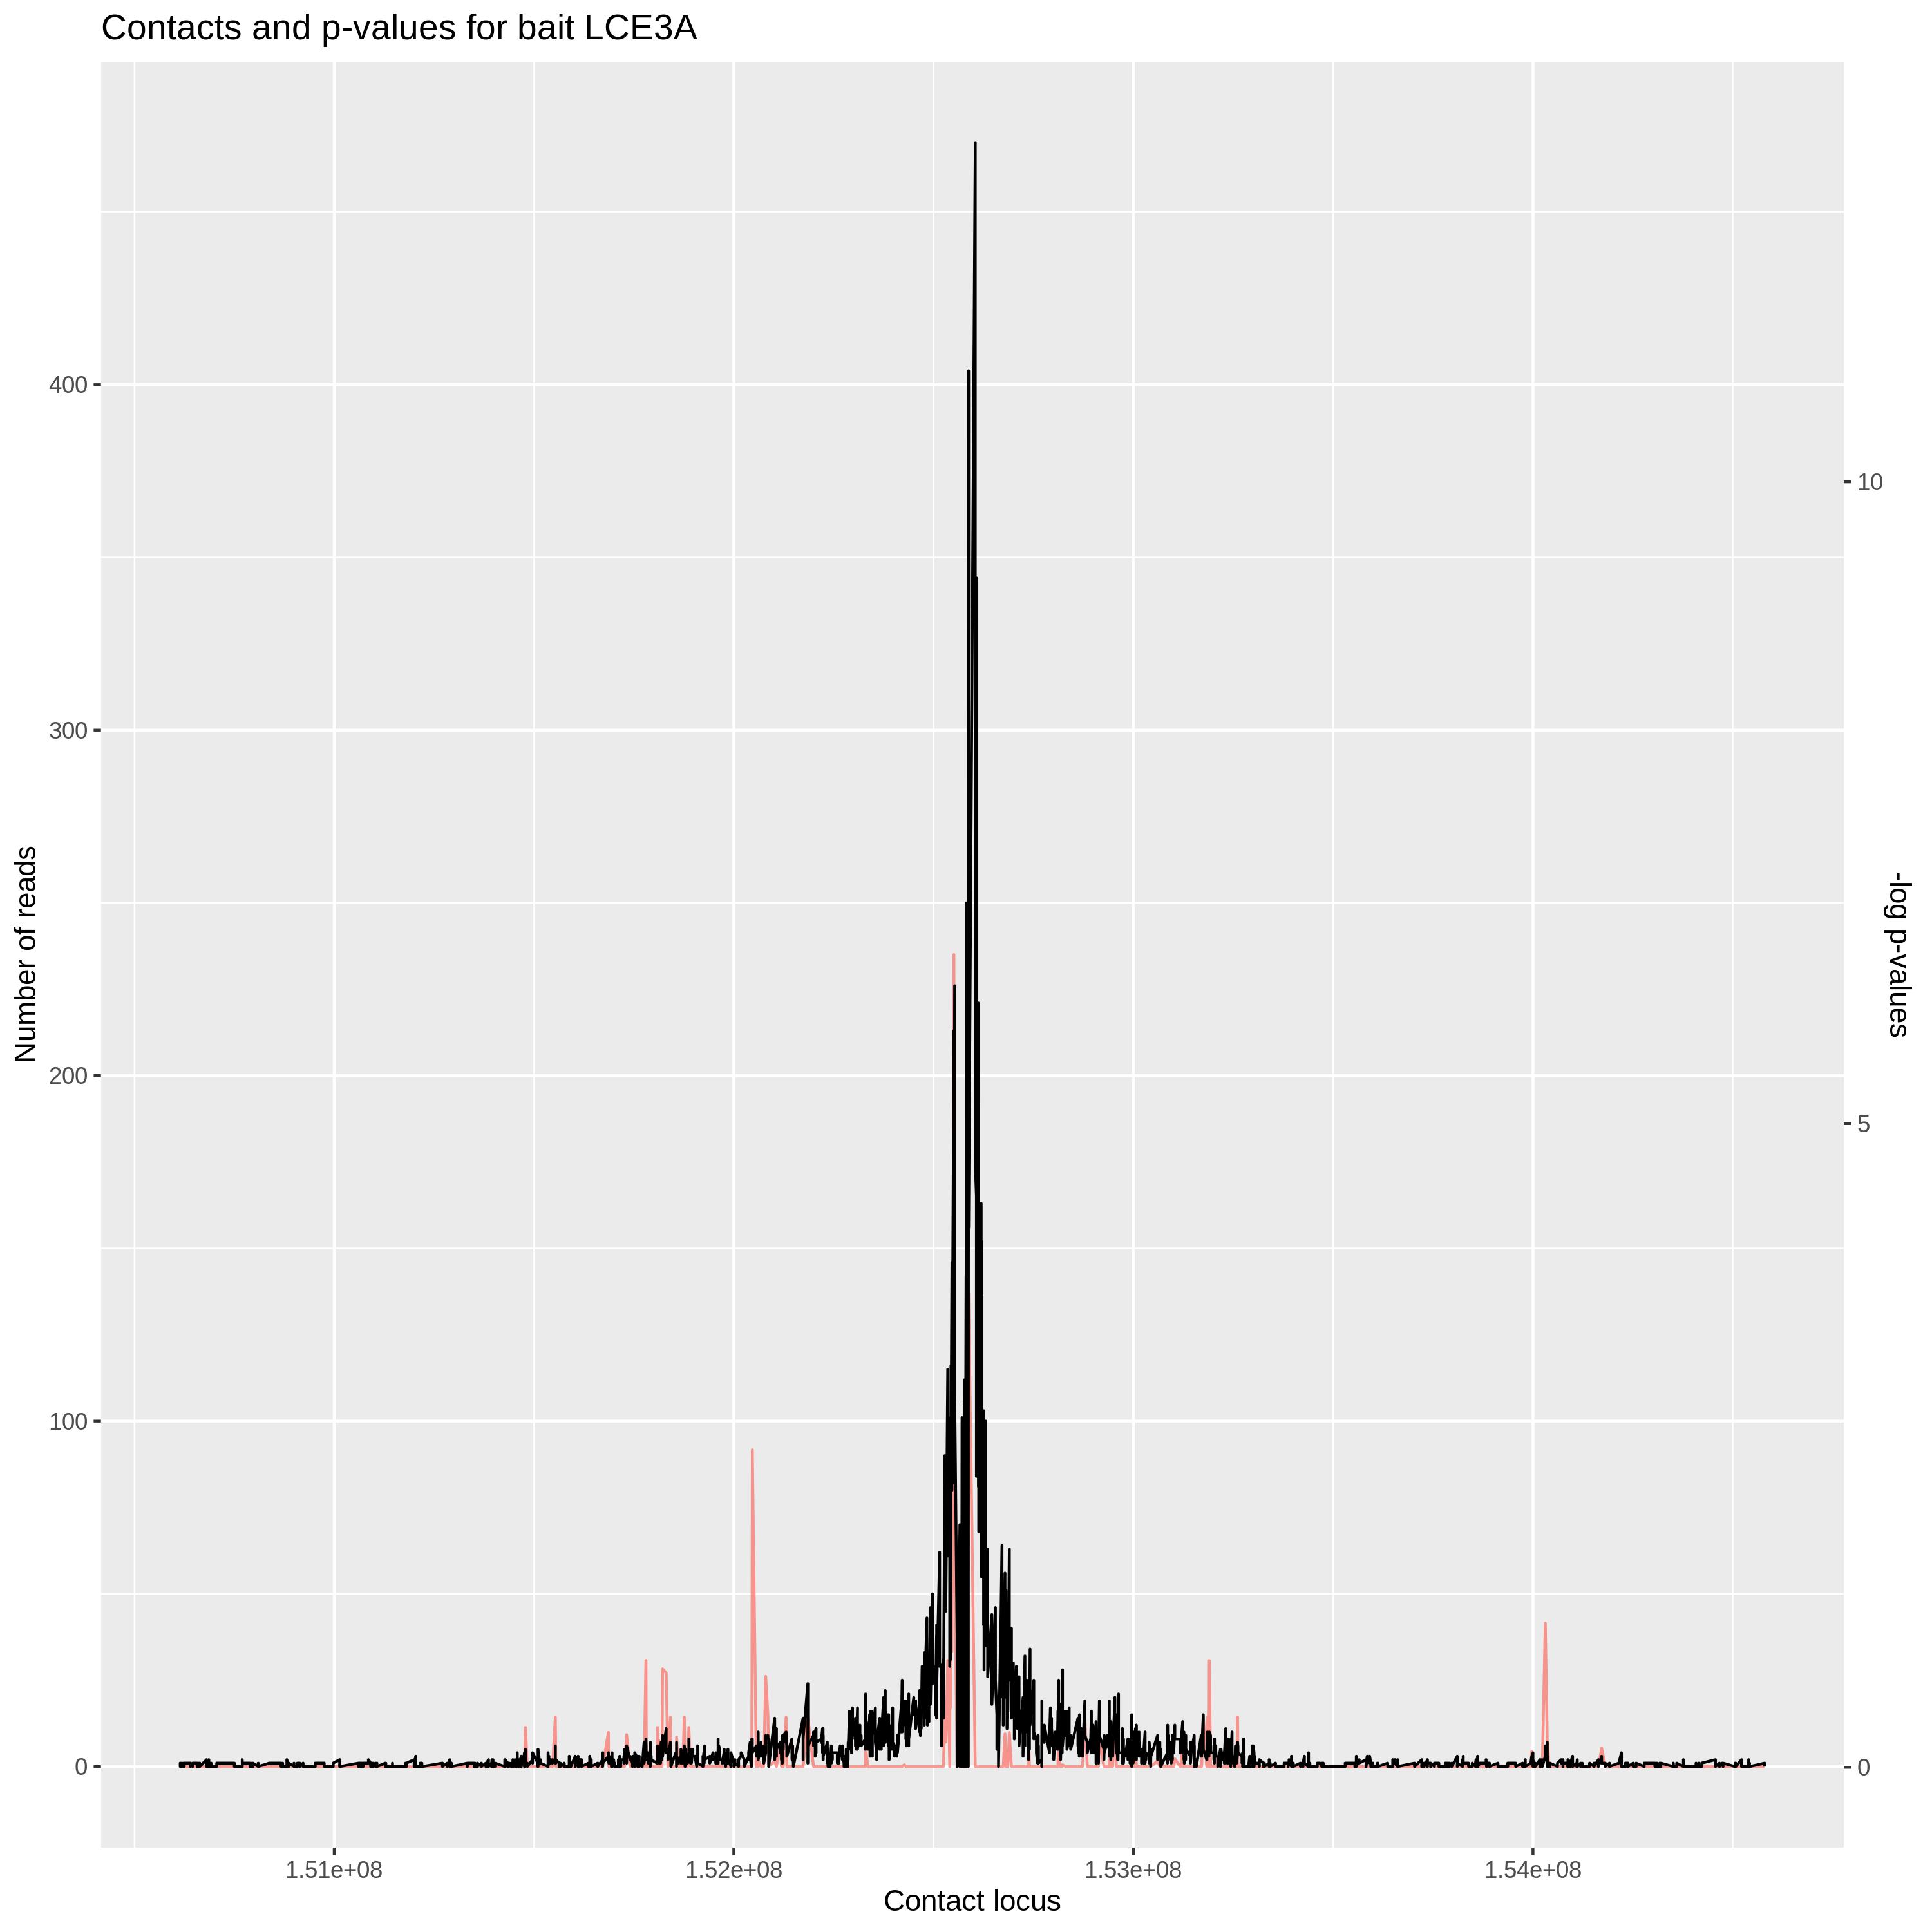 Contacts and p-values for bait LCE3A
400
300
200
100
0
Number of reads
10
5
0
-log p-values
1.51e+08
1.52e+08
1.53e+08
1.54e+08
Contact locus